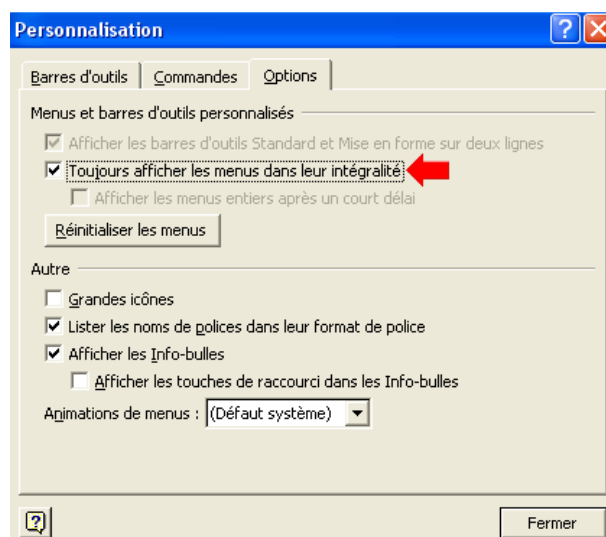 Personnalisation
Barres d'outils
Commandes
Options
Menus et barres d'outils personnalisés
Afficher les barres d'outils Standard et Mise en forme sur deux lignes
Toujours afficher les menus dans leur intégralité
Afficher les menus entiers après un court délai
Réinitialiser les menus
Autre
Grandes icônes
Lister les noms de polices dans leur format de police
Afficher les Info-bulles
Afficher les touches de raccourci dans les Info-bulles
Animations de menus : (Défaut système)
Fermer